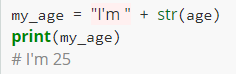 my_age = "I'm " + str(age)
print(my_age)
# I'm 25